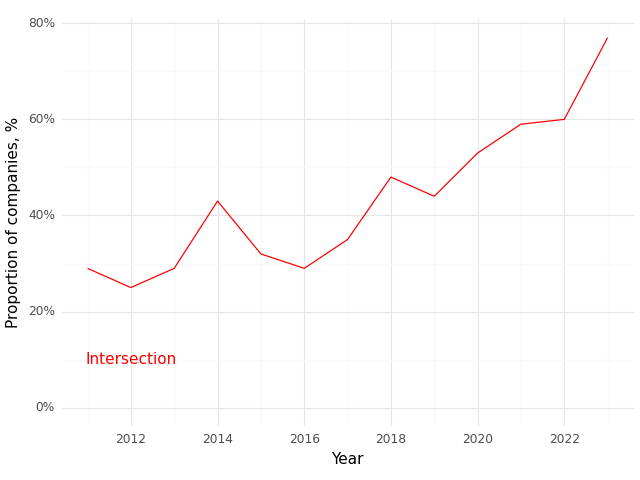 80%
60%
40%
20%
0%
Proportion of companies, %
Intersection
2012 2014 2016 2018 2020 2022
Year